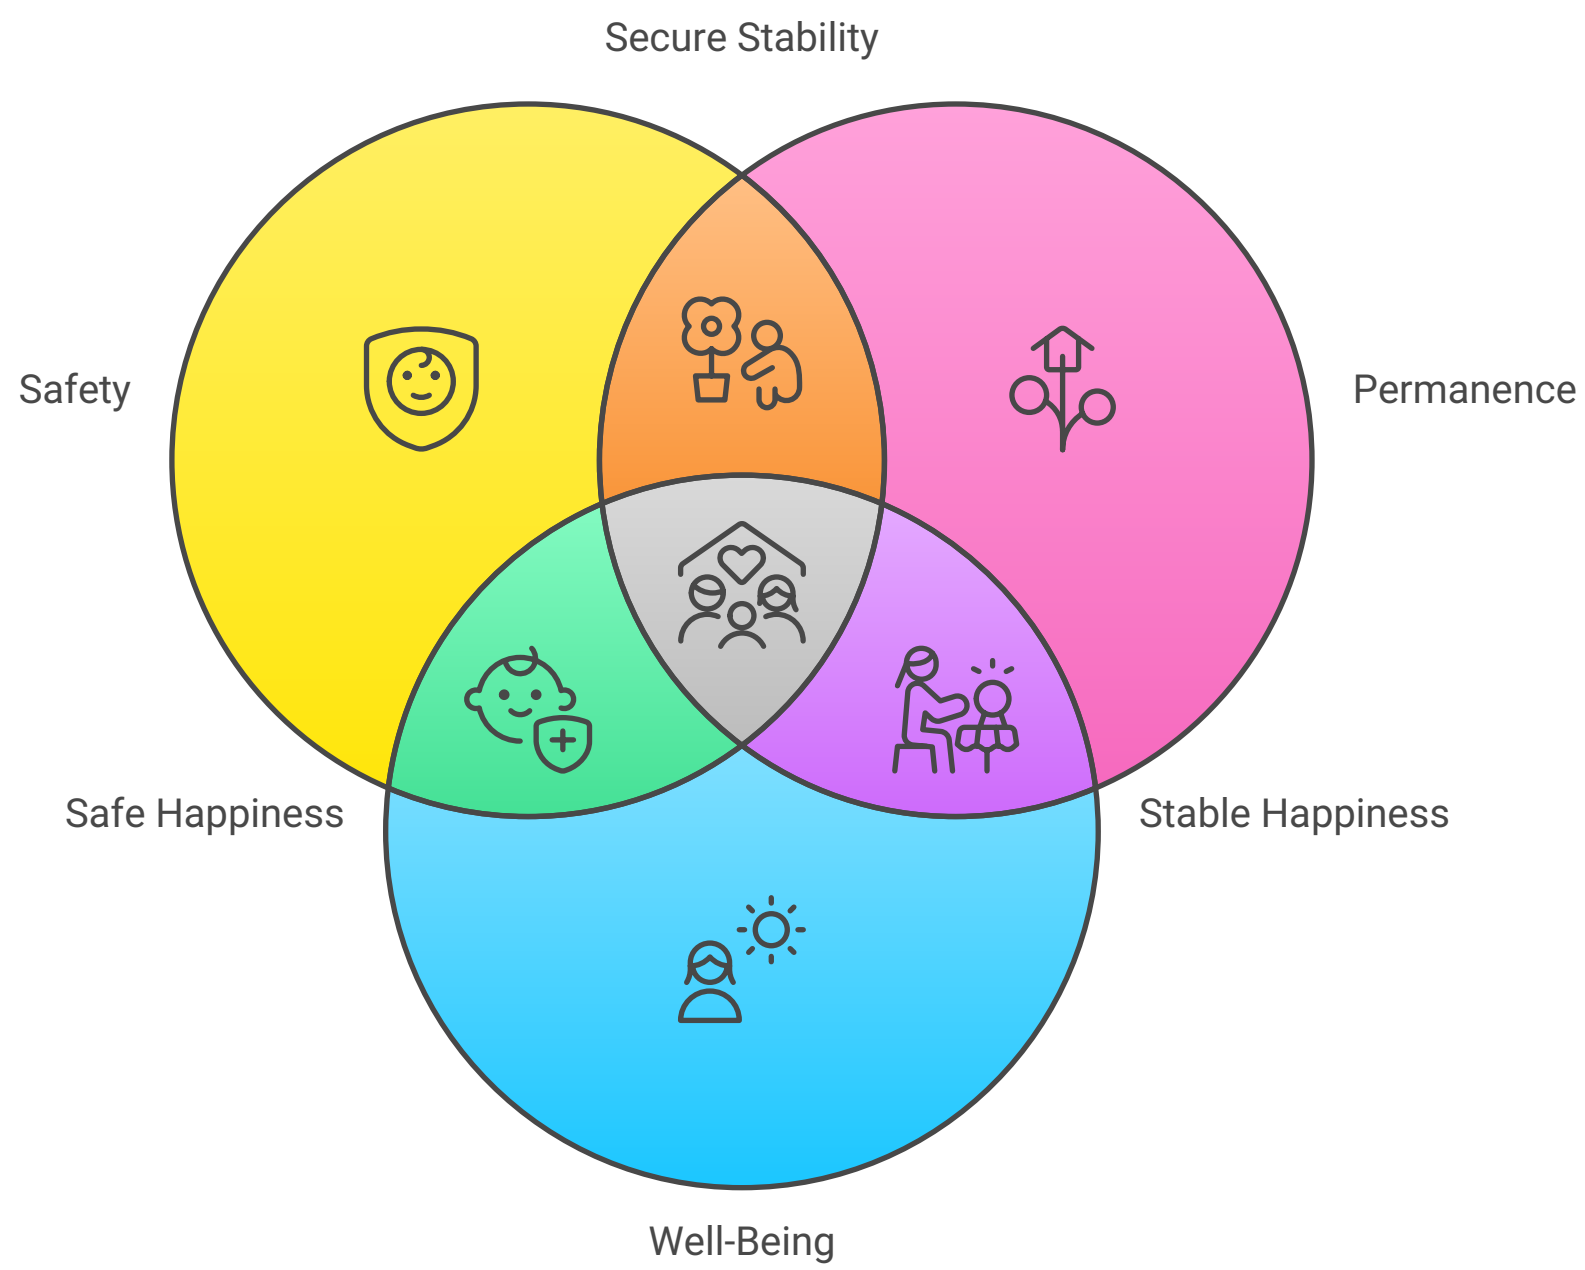 Secure Stability
Safety
Permanence
Safe Happiness
Stable Happiness
Well-Being